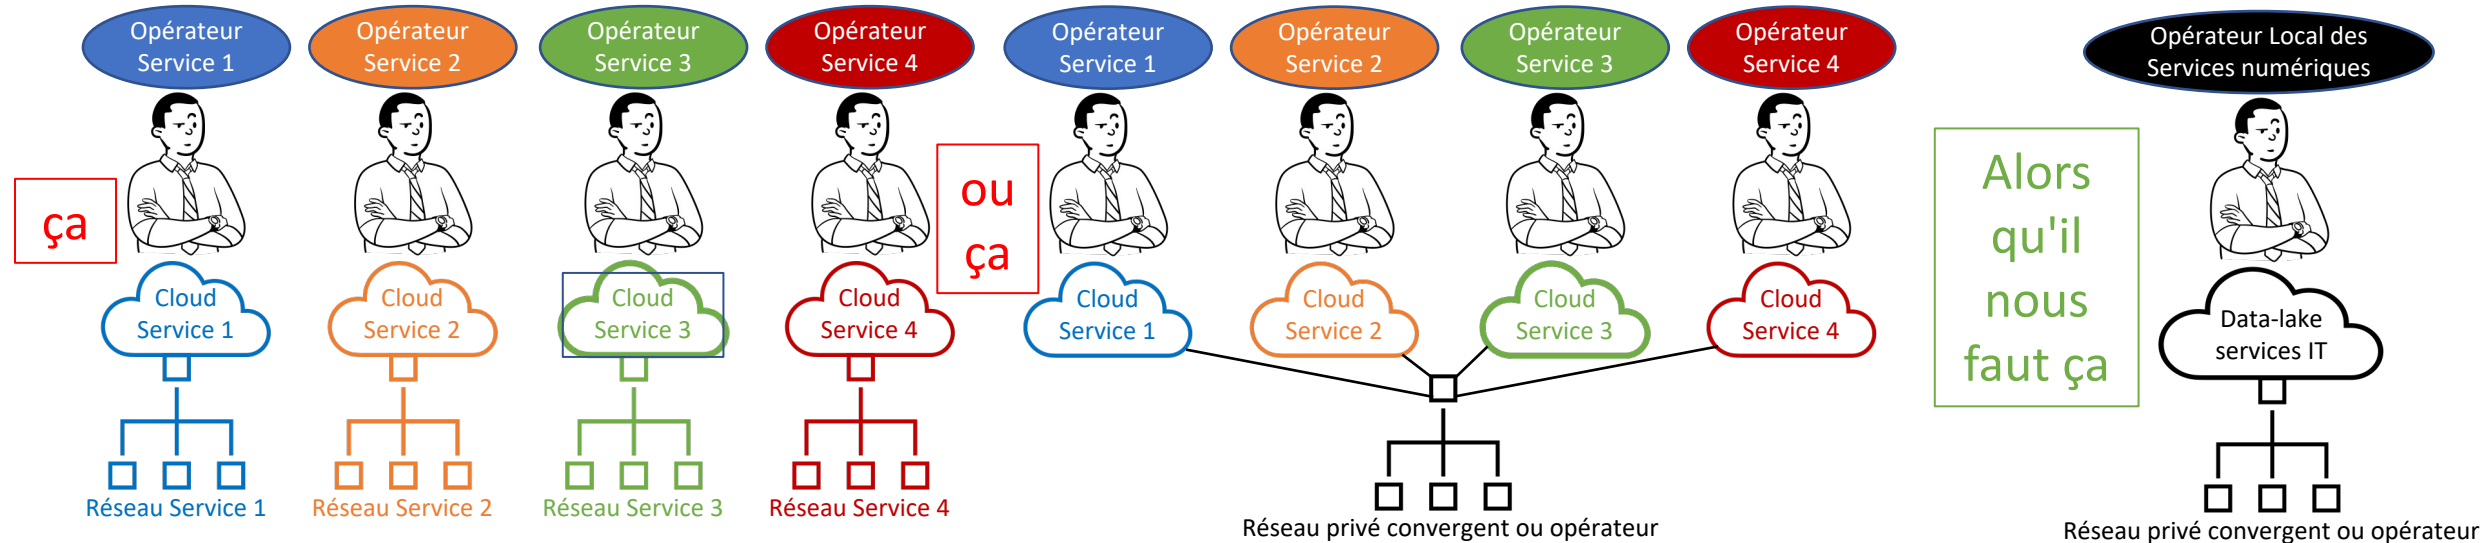 Opérateur
Service 1
Opérateur
Service 2
Opérateur
Service 3
Opérateur
Service 4
Opérateur
Service 1
Opérateur
Service 2
Opérateur
Service 3
Opérateur
Service 4
Opérateur Local des
Services numériques
ça
ou
ça
Alors
qu'il
nous
faut ça
Cloud
Service 1
Cloud
Service 2
Cloud
Service 3
Cloud
Service 4
Cloud
Service 1
Cloud
Service 2
Cloud
Service 3
Cloud
Service 4
Data-lake
services IT
Réseau Service 1
Réseau Service 2
Réseau Service 3
Réseau Service 4
Réseau privé convergent ou opérateur
Réseau privé convergent ou opérateur